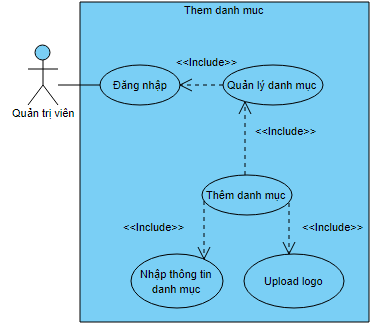 Them danh muc
<<Include>>
Đăng nhập
Quản lý danh mục
Quản trị viên
<<Include>>
Thêm danh mục
<<Include>>
<<Include>>
Nhập thông tin
danh mục
Upload logo